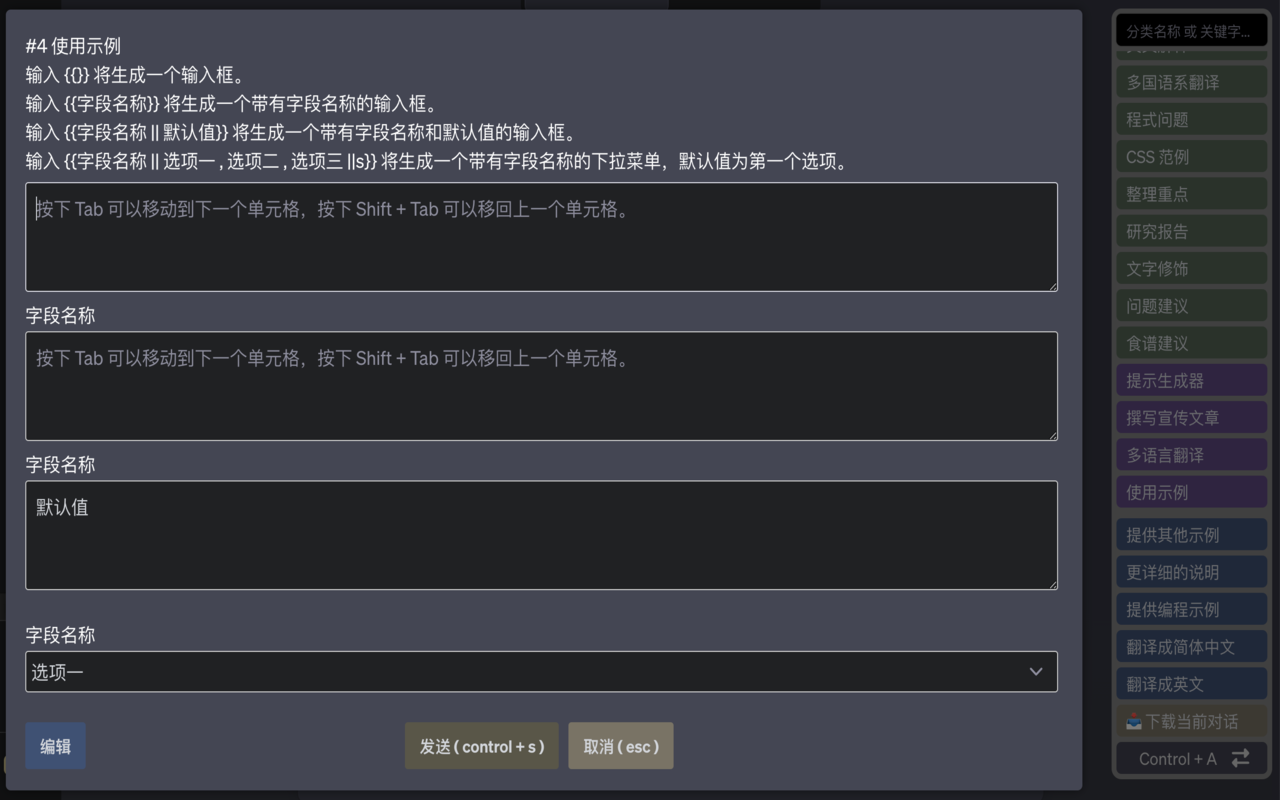 #4 使用示例
输入 {{}} 将生成一个输入框。
输入 {{字段名称}} 将生成一个带有字段名称的输入框。
输入 {{字段名称 || 默认值}} 将生成一个带有字段名称和默认值的输入框。
输入 {{字段名称 || 选项一 , 选项二 , 选项三 ||s}} 将生成一个带有字段名称的下拉菜单，默认值为第一个选项。
按下 Tab 可以移动到下一个单元格，按下 Shift + Tab 可以移回上一个单元格。
字段名称
按下 Tab 可以移动到下一个单元格，按下 Shift + Tab 可以移回上一个单元格。
字段名称
默认值
字段名称
选项一
编辑
发送 ( control + s )
取消 ( esc )
分类名称 或 关键字...
多国语系翻译
程式问题
CSS 范例
整理重点
研究报告
文字修饰
问题建议
食谱建议
提示生成器
撰写宣传文章
多语言翻译
使用示例
提供其他示例
更详细的说明
提供编程示例
翻译成简体中文
翻译成英文
下载当前对话
Control + A